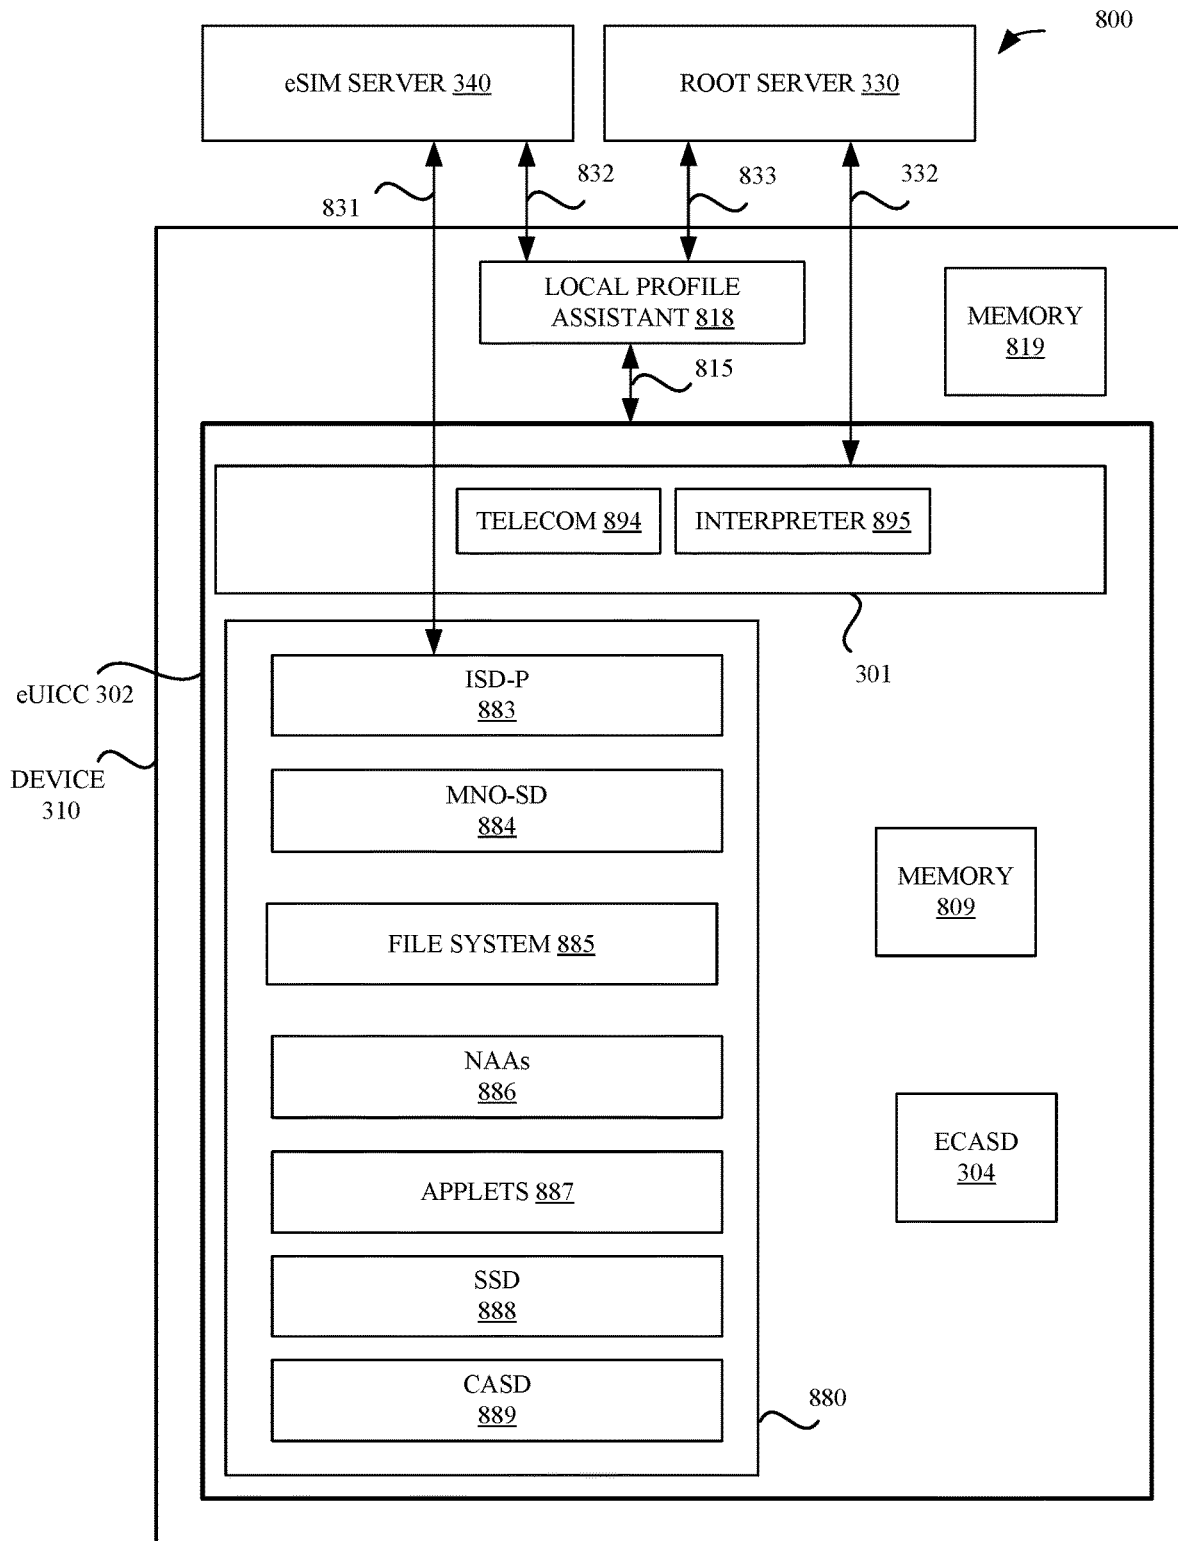 800
eSIM SERVER 340
ROOT SERVER 330
831
832
833
332
LOCAL PROFILE
ASSISTANT 818
MEMORY
819
815
TELECOM 894
INTERPRETER 895
301
eUICC 302
DEVICE
310
ISD-P
883
MNO-SD
884
FILE SYSTEM 885
MEMORY
809
NAAs
886
ECASD
304
APPLETS 887
SSD
888
CASD
889
880